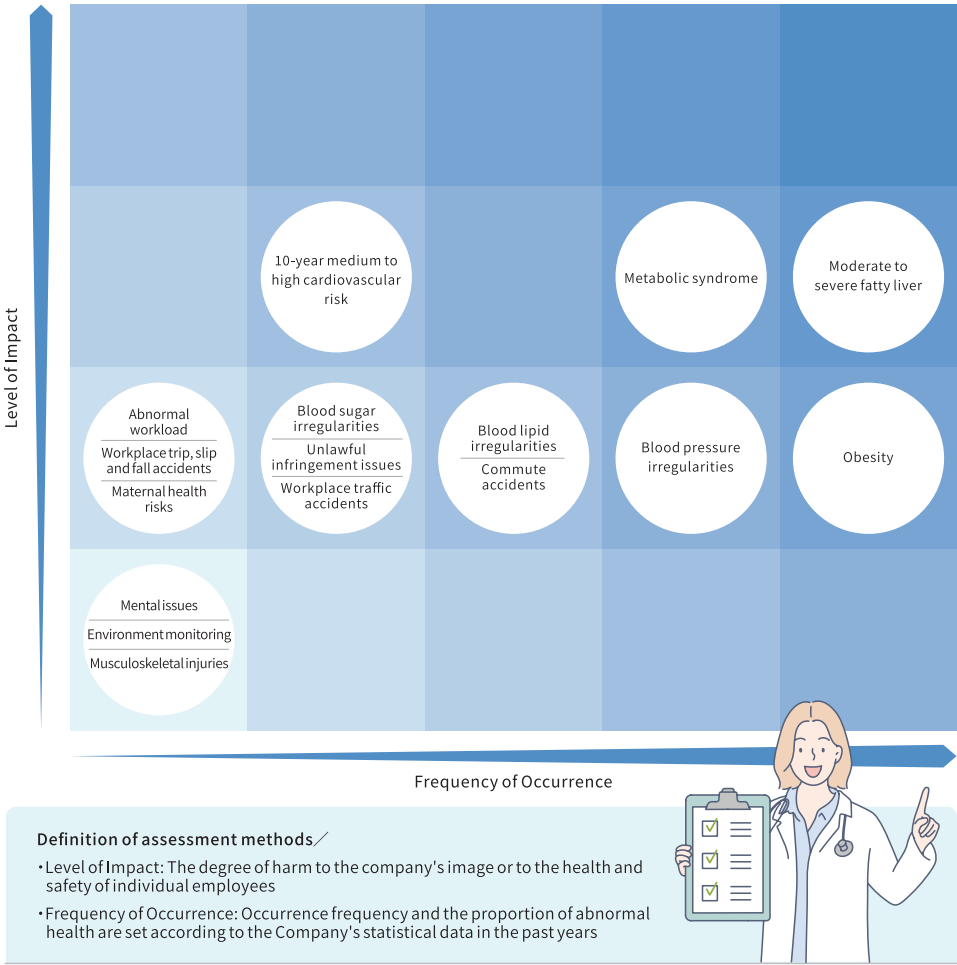 Level of Impact
10-year medium to
high cardiovascular
risk
Metabolic syndrome
Moderate to
severe fatty liver
Abnormal
workload
Workplace trip, slip
and fall accidents
Maternal health
risks
Blood sugar
irregularities
Unlawful
infringement issues
Workplace traffic
accidents
Blood lipid
irregularities
Commute
accidents
Blood pressure
irregularities
Obesity
Mental issues
Environment monitoring
Musculoskeletal injuries
Frequency of Occurrence
Definition of assessment methods／
・Level of Impact: The degree of harm to the company's image or to the health and
safety of individual employees
・Frequency of Occurrence: Occurrence frequency and the proportion of abnormal
health are set according to the Company's statistical data in the past years